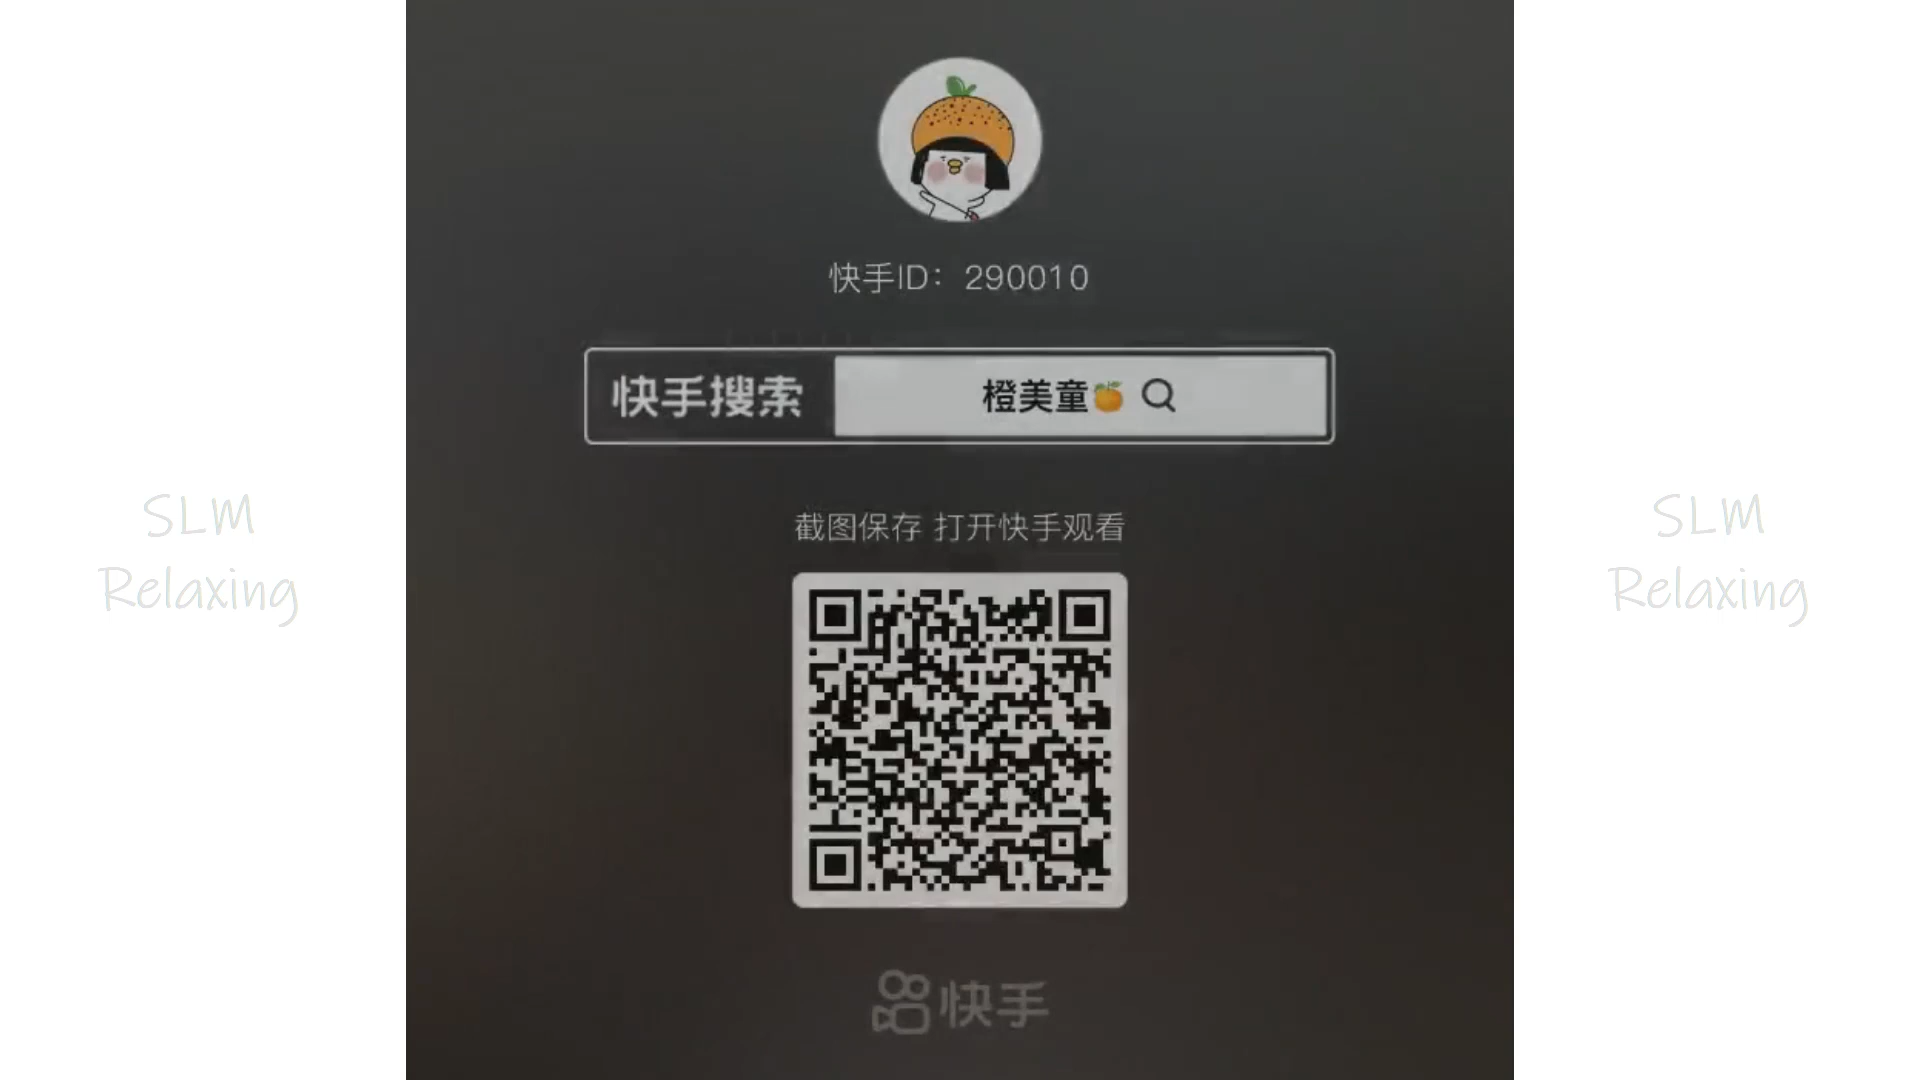 快手ID：290010
快手搜索 橙美童🍊
截图保存 打开快手观看
SLM
Relaxing
SLM
Relaxing
快手